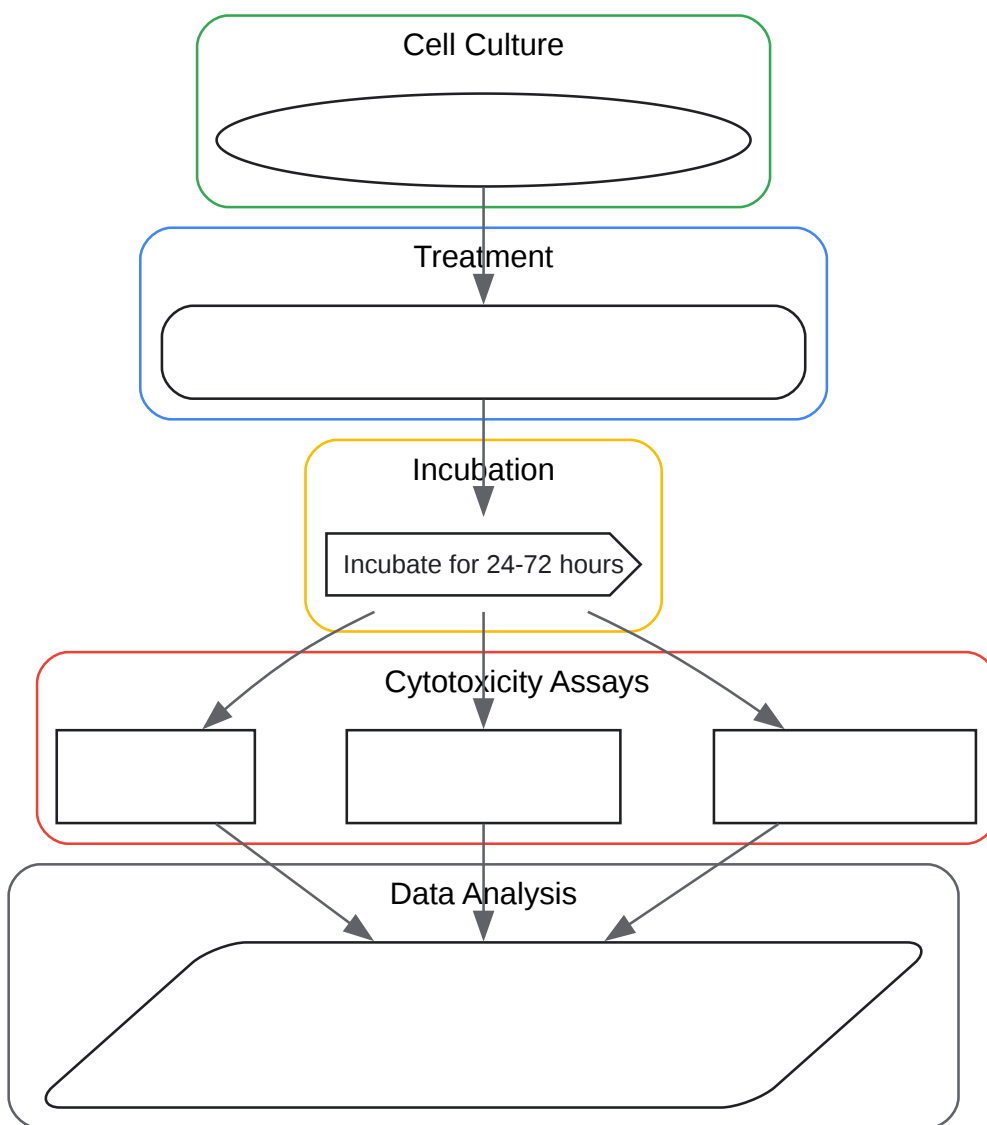 Cell Culture
Treatment
Incubation
Incubate for 24-72 hours
Cytotoxicity Assays
Data Analysis